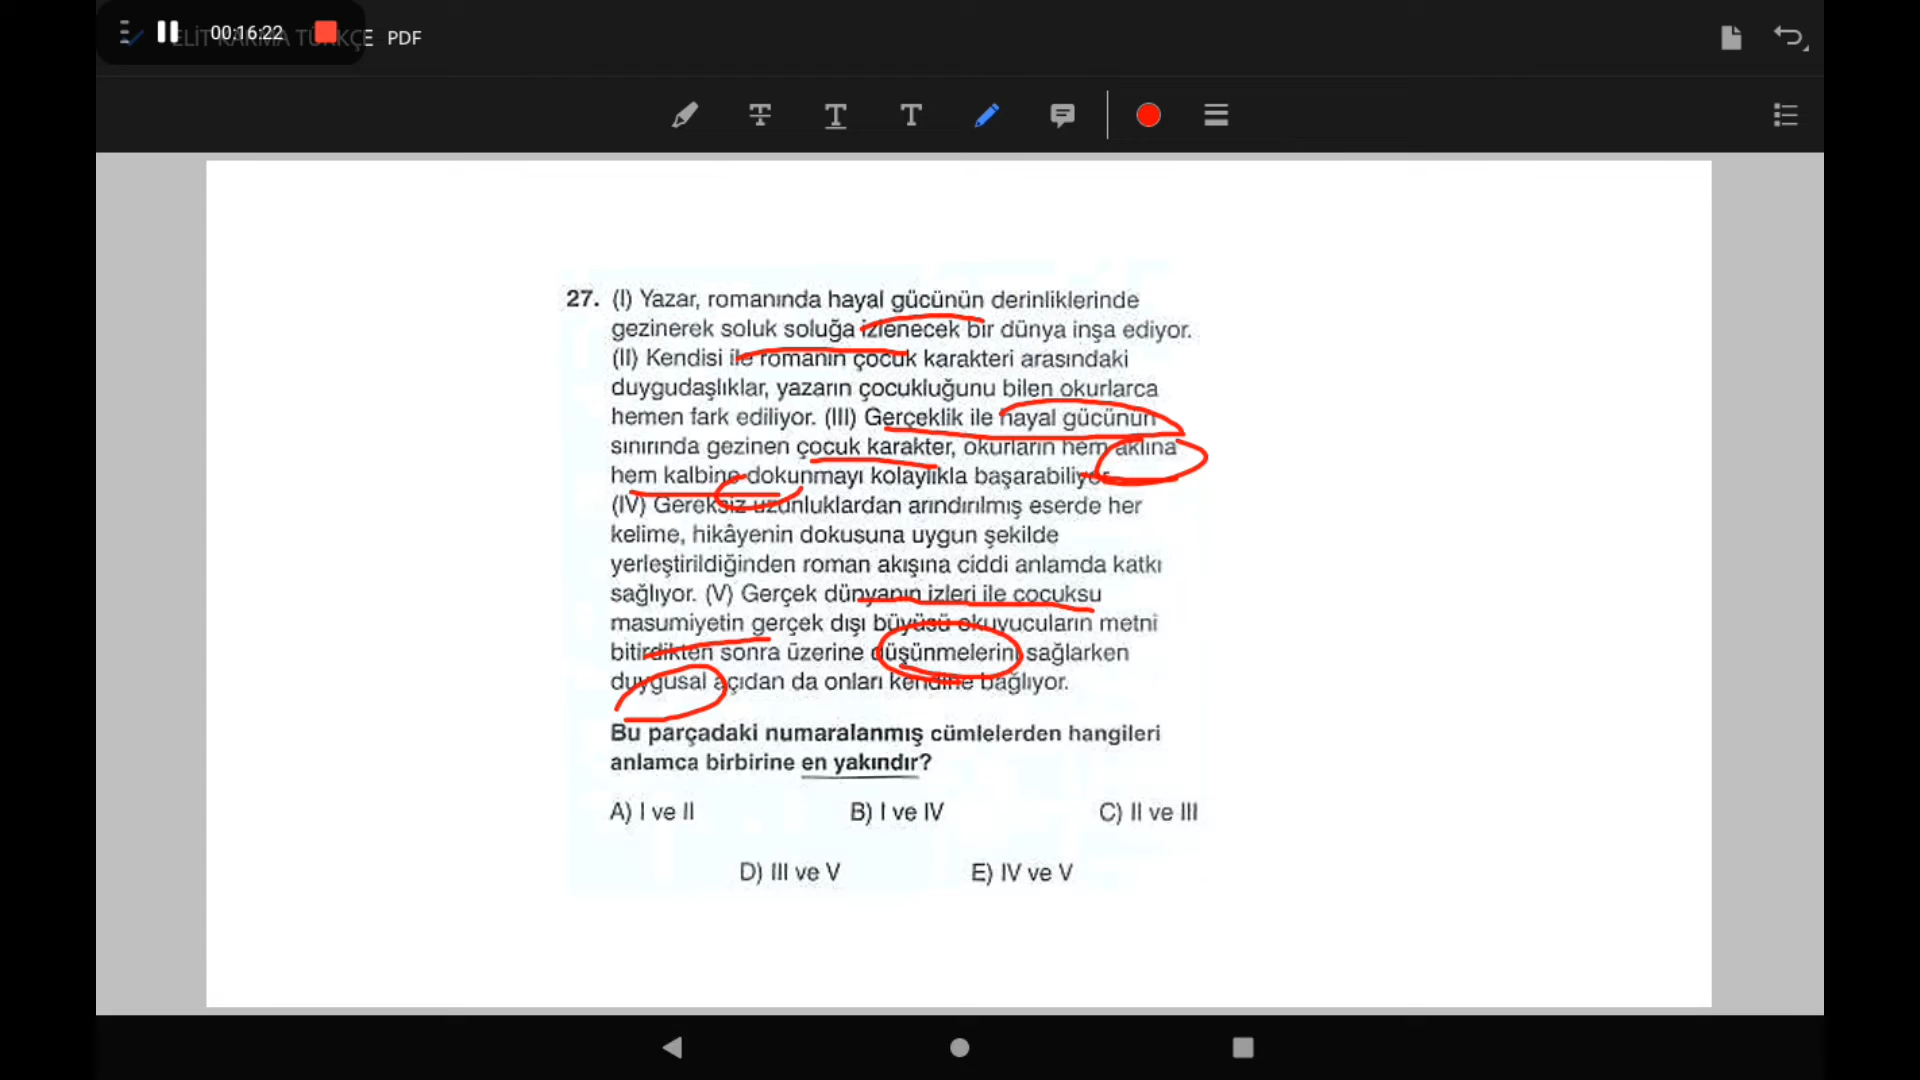 00:16:22
ELİT KARMA TÜRKÇE PDF
27. (I) Yazar, romanında hayal gücünün derinliklerinde
gezinerek soluk soluğa izlenecek bir dünya inşa ediyor.
(II) Kendisi ile romanın çocuk karakteri arasındaki
duygudaşlıklar, yazarın çocukluğunu bilen okurlarca
hemen fark ediliyor. (III) Gerçeklik ile hayal gücünün
sınırında gezinen çocuk karakter, okurların hem aklına
hem kalbine dokunmayı kolaylıkla başarabiliyor.
(IV) Gereksiz uzunluklardan arındırılmış eserde her
kelime, hikâyenin dokusuna uygun şekilde
yerleştirildiğinden roman akışına ciddi anlamda katkı
sağlıyor. (V) Gerçek dünyanın izleri ile çocuksu
masumiyetin gerçek dışı büyüsü okuyucuların metni
bitirdikten sonra üzerine düşünmelerini sağlarken
duygusal açıdan da onları kendine bağlıyor.
Bu parçadaki numaralanmış cümlelerden hangileri
anlamca birbirine en yakındır?
A) I ve II B) I ve IV C) II ve III
D) III ve V E) IV ve V